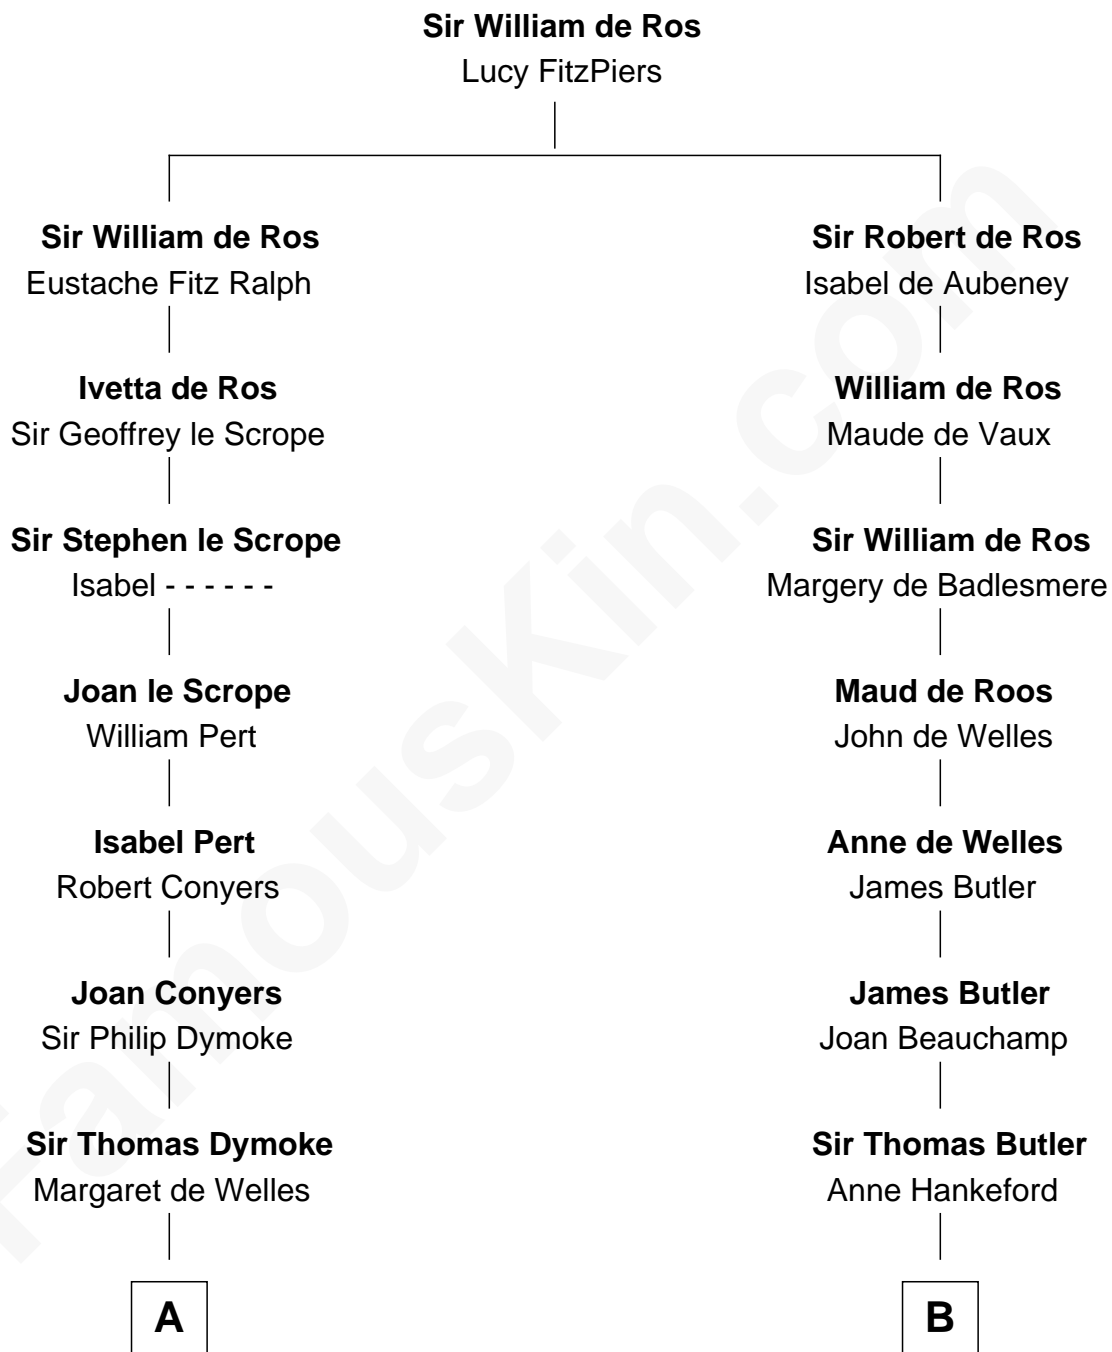 Sir William de Ros
Lucy FitzPiers
Sir William de Ros
Eustache Fitz Ralph
Ivetta de Ros
Sir Geoffrey le Scrope
Sir Stephen le Scrope
Isabel - - - - - -
Joan le Scrope
William Pert
Isabel Pert
Robert Conyers
Joan Conyers
Sir Philip Dymoke
Sir Thomas Dymoke
Margaret de Welles
A
Sir Robert de Ros
Isabel de Aubeney
William de Ros
Maude de Vaux
Sir William de Ros
Margery de Badlesmere
Maud de Roos
John de Welles
Anne de Welles
James Butler
James Butler
Joan Beauchamp
Sir Thomas Butler
Anne Hankeford
B
FamousKin.com